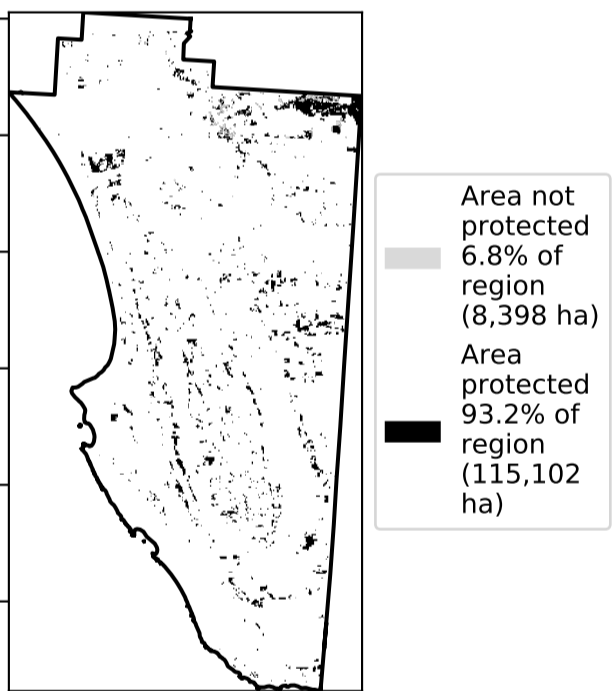 Area not
protected
6.8% of
region
(8,398 ha)
Area
protected
93.2% of
region
(115,102
ha)